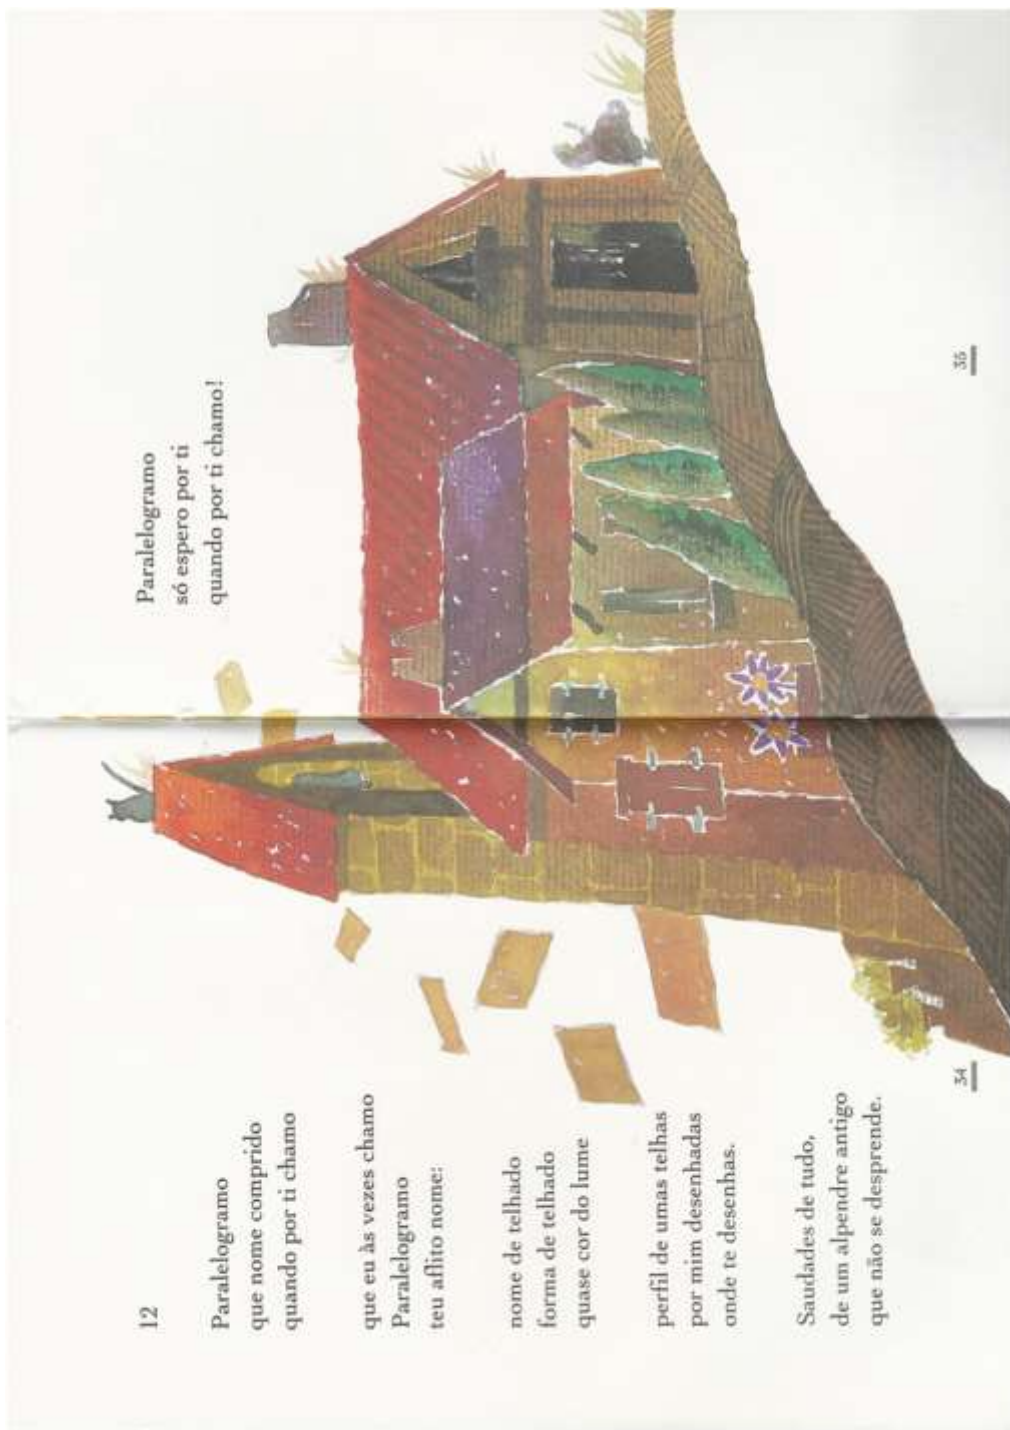 12
Paralelogramo
que nome comprido
quando por ti chamo
que eu às vezes chamo
Paralelogramo
teu aflito nome:
nome de telhado
forma de telhado
quase cor do lume
perfil de umas telhas
por mim desenhadas
onde te desenhas.
Saudades de tudo,
de um alpendre antigo
que não se desprende.
34
Paralelogramo
só espero por ti
quando por ti chamo!
35